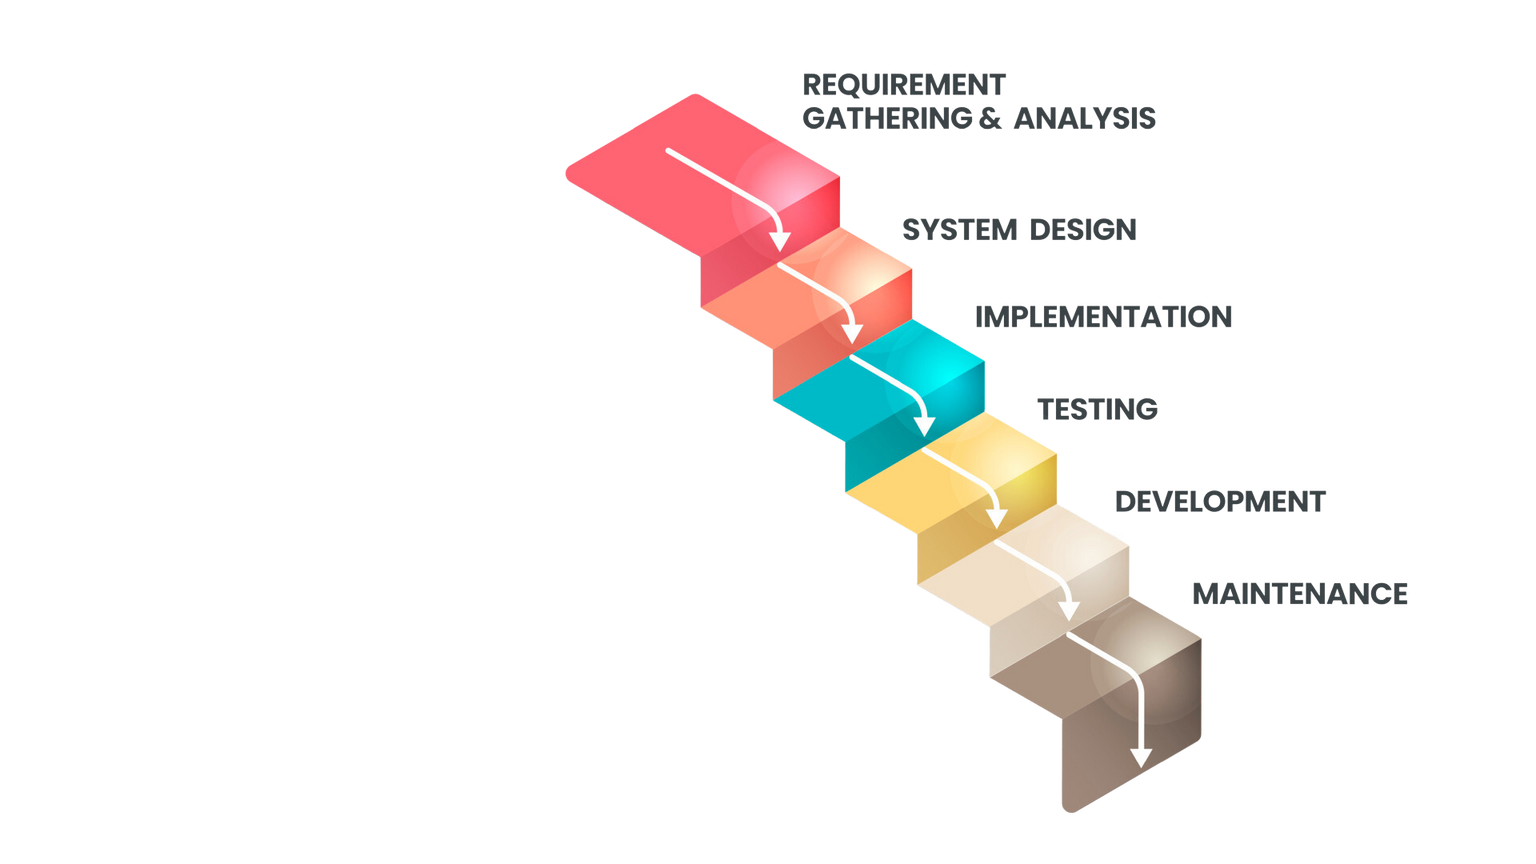 REQUIREMENT
GATHERING & ANALYSIS
SYSTEM DESIGN
IMPLEMENTATION
TESTING
DEVELOPMENT
MAINTENANCE